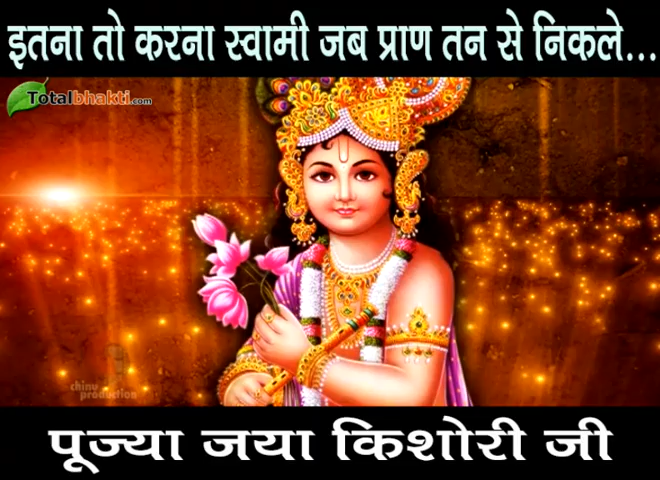 इतना तो करना स्वामी जब प्राण तन से निकले...
Totalbhakti.com
chinu
production
पूज्या जया किशोरी जी